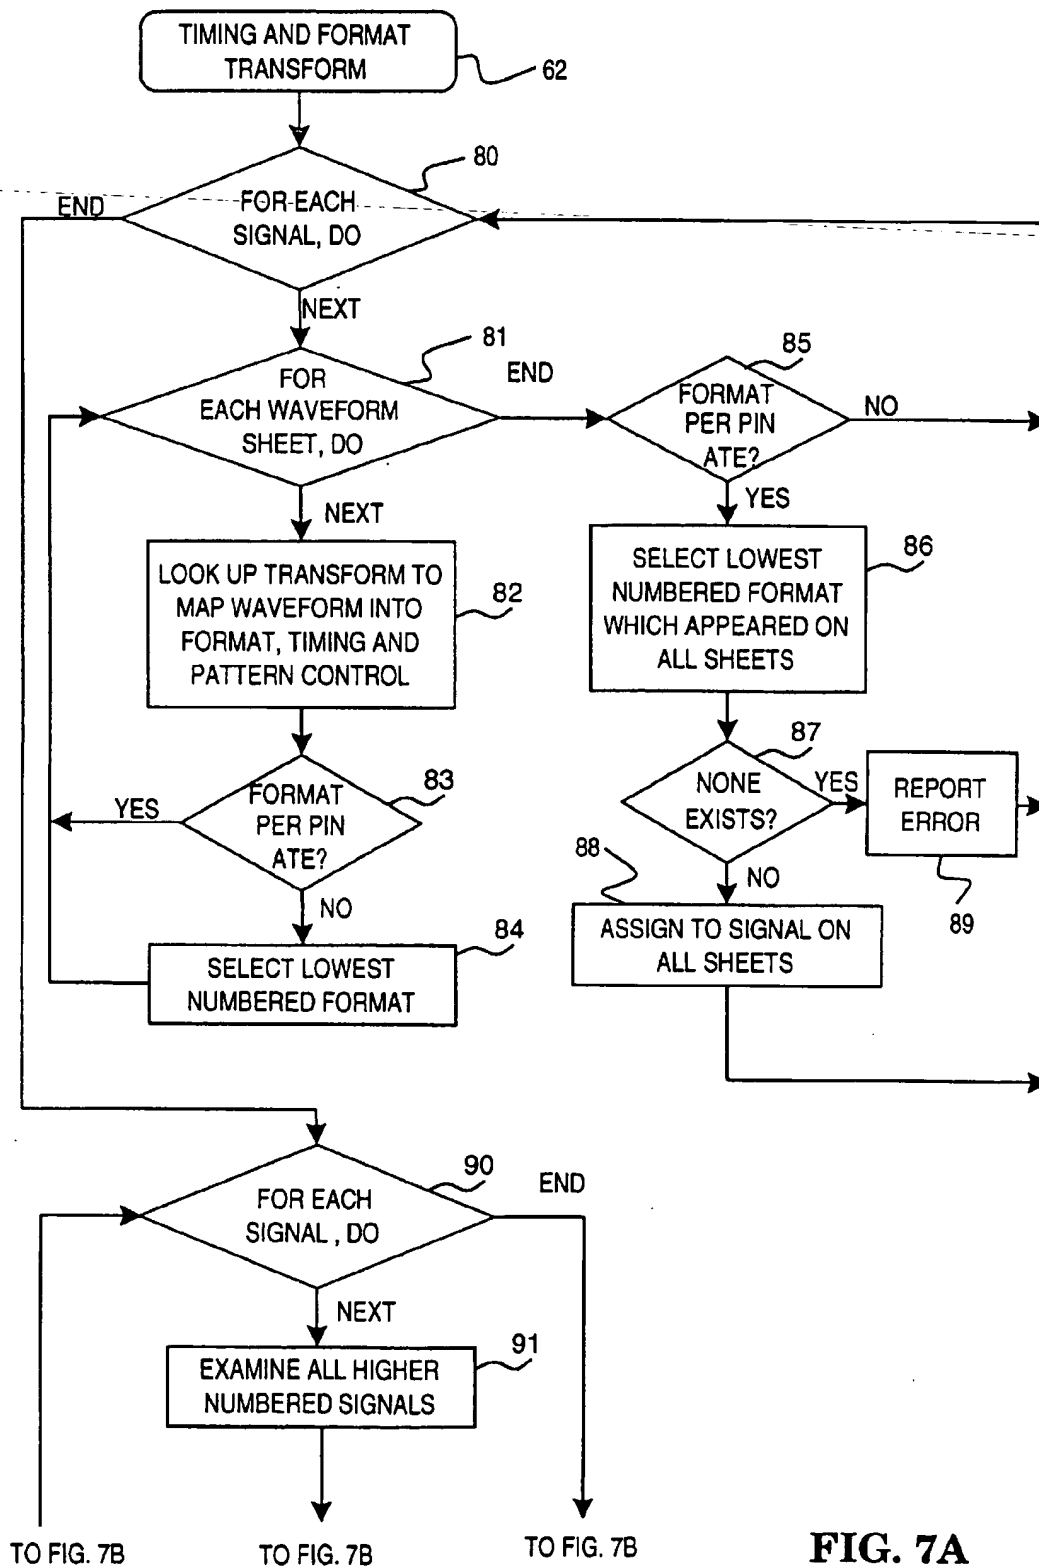 TIMING AND FORMAT
TRANSFORM
62
80
FOR EACH
SIGNAL, DO
END
NEXT
81
FOR
EACH WAVEFORM
SHEET, DO
END
NEXT
85
FORMAT
PER PIN
ATE?
NO
YES
LOOK UP TRANSFORM TO
MAP WAVEFORM INTO
FORMAT, TIMING AND
PATTERN CONTROL
82
SELECT LOWEST
NUMBERED FORMAT
WHICH APPEARED ON
ALL SHEETS
86
83
FORMAT
PER PIN
ATE?
YES
NO
87
NONE
EXISTS?
YES
NO
REPORT
ERROR
89
84
SELECT LOWEST
NUMBERED FORMAT
88
ASSIGN TO SIGNAL ON
ALL SHEETS
90
FOR EACH
SIGNAL , DO
END
NEXT
91
EXAMINE ALL HIGHER
NUMBERED SIGNALS
TO FIG. 7B
TO FIG. 7B
TO FIG. 7B
FIG. 7A